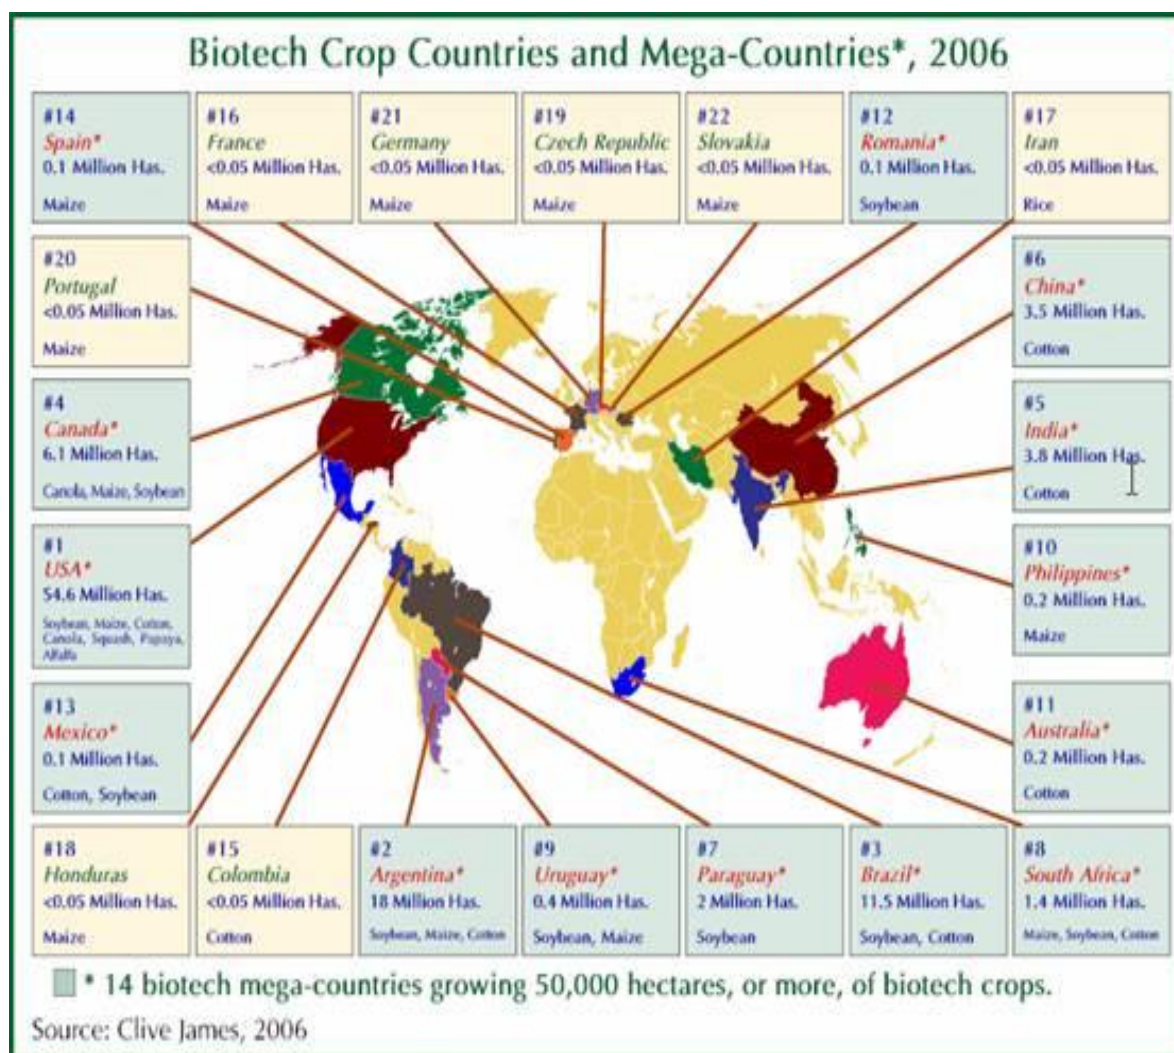 Biotech Crop Countries and Mega-Countries*, 2006
#14
Spain*
0.1 Million Has.
Maize
#16
France
<0.05 Million Has.
Maize
#21
Germany
<0.05 Million Has.
Maize
#19
Czech Republic
<0.05 Million Has.
Maize
#22
Slovakia
<0.05 Million Has.
Maize
#12
Romania*
0.1 Million Has.
Soybean
#17
Iran
<0.05 Million Has.
Rice
#20
Portugal
<0.05 Million Has.
Maize
#6
China*
3.5 Million Has.
Cotton
#4
Canada*
6.1 Million Has.
Canola, Maize, Soybean
#5
India*
3.8 Million Has.
Cotton
#1
USA*
54.6 Million Has.
Soybean, Maize, Cotton,
Canola, Squash, Papaya,
Alfalfa
#10
Philippines*
0.2 Million Has.
Maize
#13
Mexico*
0.1 Million Has.
Cotton, Soybean
#11
Australia*
0.2 Million Has.
Cotton
#18
Honduras
<0.05 Million Has.
Maize
#15
Colombia
<0.05 Million Has.
Cotton
#2
Argentina*
18 Million Has.
Soybean, Maize, Cotton
#9
Uruguay*
0.4 Million Has.
Soybean, Maize
#7
Paraguay*
2 Million Has.
Soybean
#3
Brazil*
11.5 Million Has.
Soybean, Cotton
#8
South Africa*
1.4 Million Has.
Maize, Soybean, Cotton
* 14 biotech mega-countries growing 50,000 hectares, or more, of biotech crops.
Source: Clive James, 2006